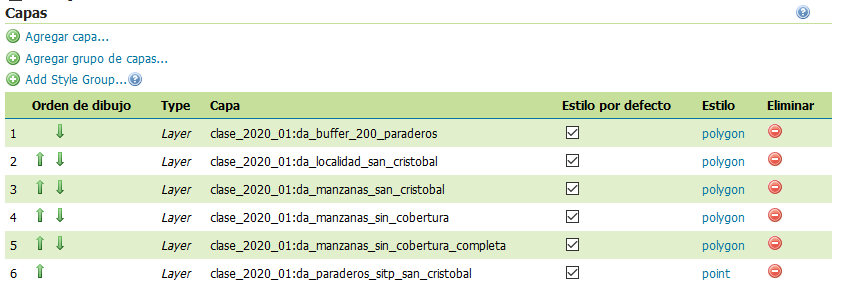 Capas
Agregar capa...
Agregar grupo de capas...
Add Style Group...
Orden de dibujo Type Capa Estilo por defecto Estilo Eliminar
1 Layer clase_2020_01:da_buffer_200_paraderos polygon
2 Layer clase_2020_01:da_localidad_san_cristobal polygon
3 Layer clase_2020_01:da_manzanas_san_cristobal polygon
4 Layer clase_2020_01:da_manzanas_sin_cobertura polygon
5 Layer clase_2020_01:da_manzanas_sin_cobertura_completa polygon
6 Layer clase_2020_01:da_paraderos_sitp_san_cristobal point